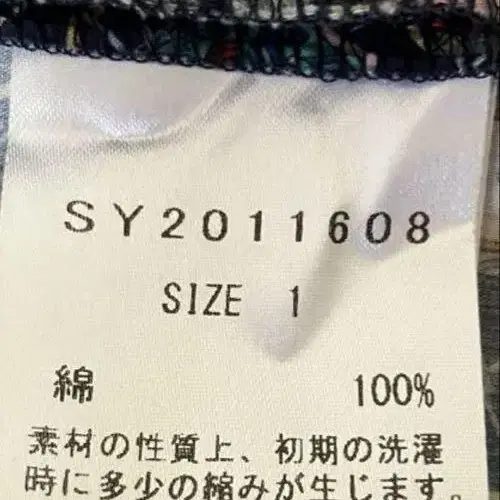 SY2011608
SIZE 1
綿 100%
素材の性質上、初期の洗濯
時に多少の縮みが生じます。